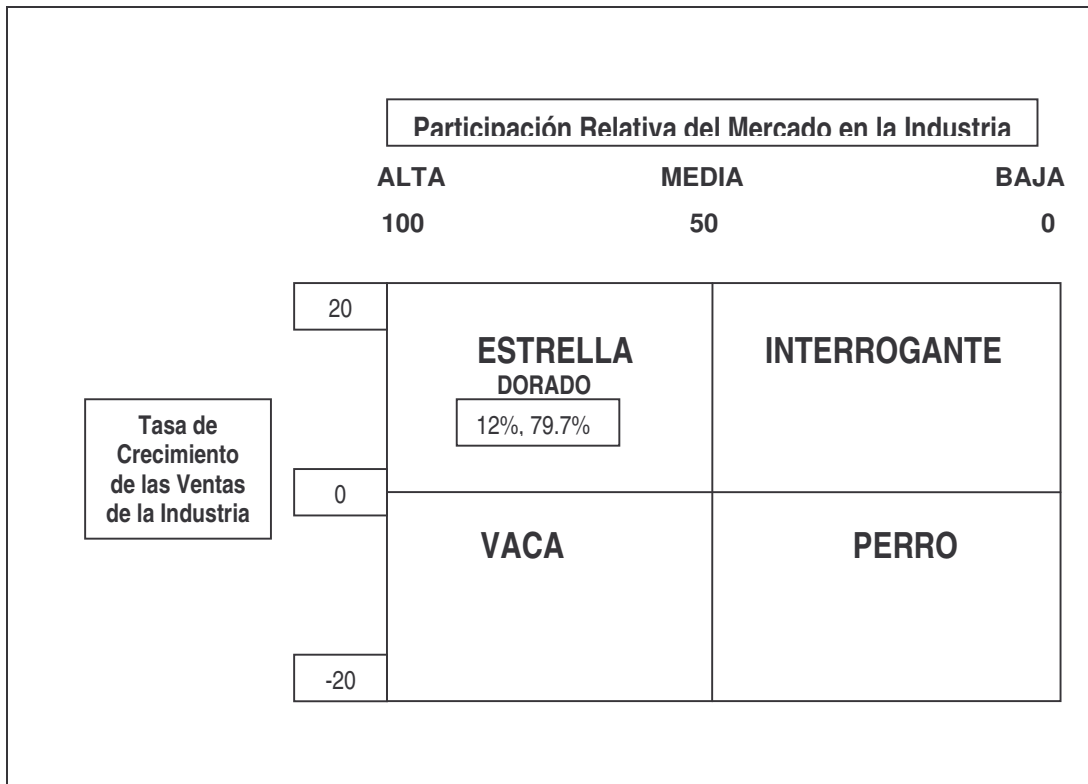 Participación Relativa del Mercado en la Industria
ALTA MEDIA BAJA
100 50 0
20
ESTRELLA INTERROGANTE
DORADO
12%, 79.7%
Tasa de
Crecimiento
de las Ventas
de la Industria
0
VACA PERRO
-20